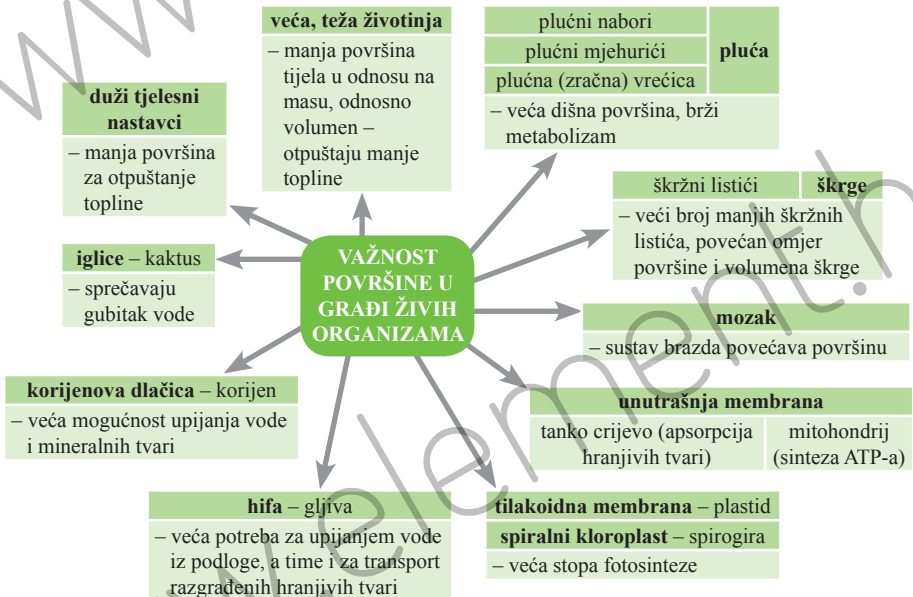 veća, teža životinja
– manja površina
tijela u odnosu na
masu, odnosno
volumen –
otpuštaju manje
topline
plućni nabori
plućni mjehurići
plućna (zračna) vrećica
pluća
– veća dišna površina, brži
metabolizam
duži tjelesni
nastavci
– manja površina
za otpuštanje
topline
škržni listići
škrge
– veći broj manjih škržnih
listića, povećan omjer
površine i volumena škrge
iglice – kaktus
– sprečavaju
gubitak vode
VAŽNOST
POVRŠINE U
GRAĐI ŽIVIH
ORGANIZAMA
mozak
– sustav brazda povećava površinu
korijenova dlačica – korijen
– veća mogućnost upijanja vode
i mineralnih tvari
unutrašnja membrana
tanko crijevo (apsorpcija
hranjivih tvari)
mitohondrij
(sinteza ATP-a)
hifa – gljiva
– veća potreba za upijanjem vode
iz podloge, a time i za transport
razgrađenih hranjivih tvari
tilakoidna membrana – plastid
spiralni kloroplast – spirogira
– veća stopa fotosinteze
www.element.h